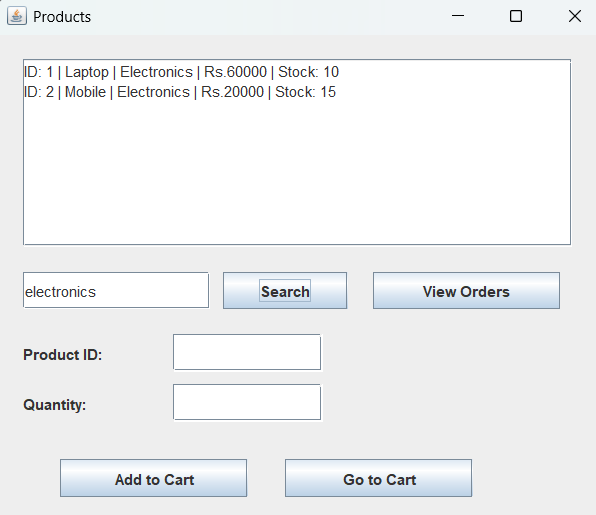 Products
ID: 1 | Laptop | Electronics | Rs.60000 | Stock: 10
ID: 2 | Mobile | Electronics | Rs.20000 | Stock: 15
electronics Search View Orders
Product ID:
Quantity:
Add to Cart Go to Cart